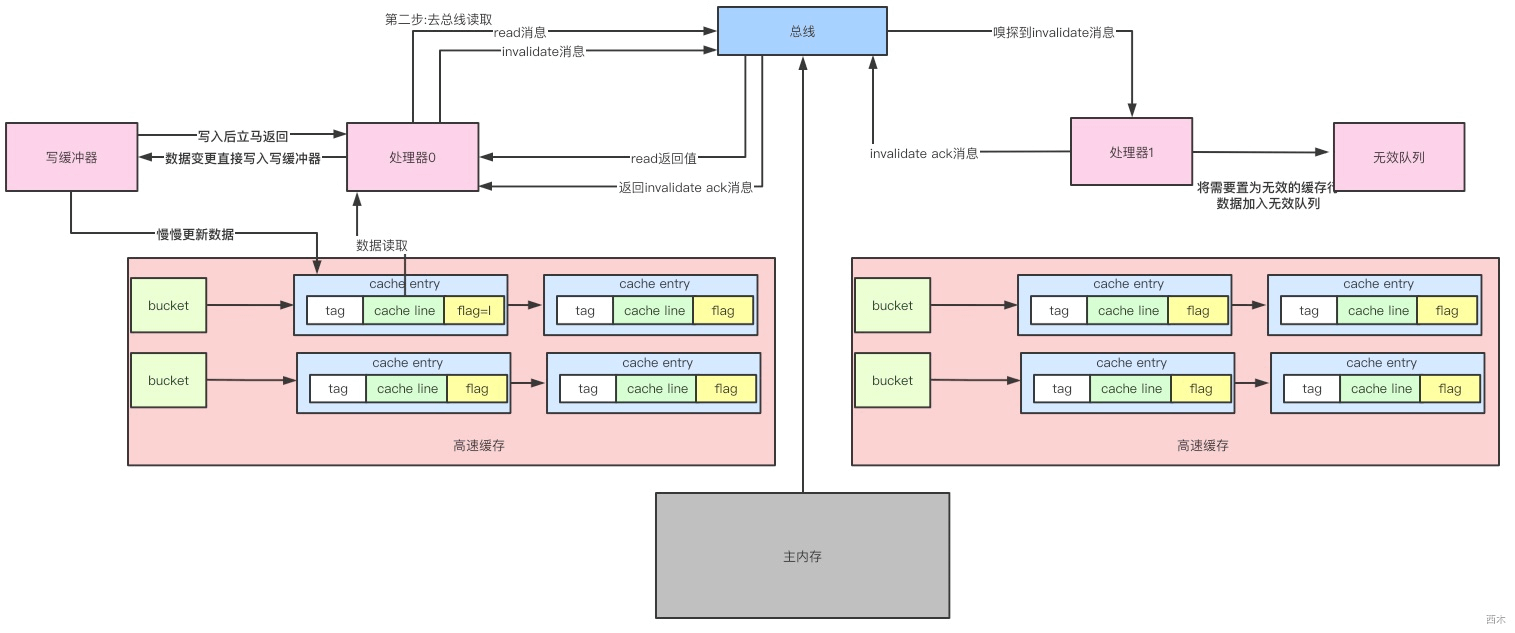 第二步:去总线读取
read消息
invalidate消息
总线
嗅探到invalidate消息
写缓冲器
写入后立马返回
数据变更直接写入写缓冲器
处理器0
read返回值
返回invalidate ack消息
invalidate ack消息
处理器1
无效队列
将需要置为无效的缓存行
数据加入无效队列
慢慢更新数据
数据读取
bucket
cache entry
tag
cache line
flag=I
cache entry
tag
cache line
flag
bucket
cache entry
tag
cache line
flag
cache entry
tag
cache line
flag
高速缓存
bucket
cache entry
tag
cache line
flag
cache entry
tag
cache line
flag
bucket
cache entry
tag
cache line
flag
cache entry
tag
cache line
flag
高速缓存
主内存
西木